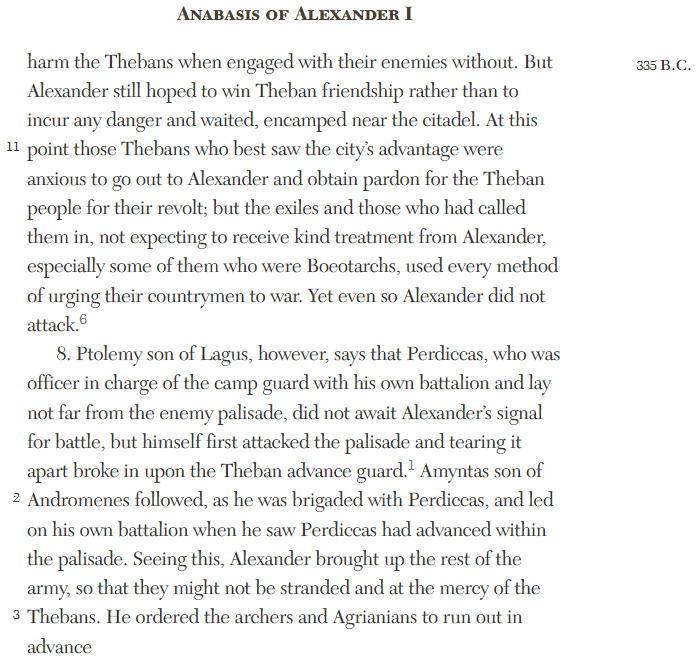 ANABASIS OF ALEXANDER I
harm the Thebans when engaged with their enemies without. But 335 B.C.
Alexander still hoped to win Theban friendship rather than to
incur any danger and waited, encamped near the citadel. At this
11 point those Thebans who best saw the city’s advantage were
anxious to go out to Alexander and obtain pardon for the Theban
people for their revolt; but the exiles and those who had called
them in, not expecting to receive kind treatment from Alexander,
especially some of them who were Boeotarchs, used every method
of urging their countrymen to war. Yet even so Alexander did not
attack.6
8. Ptolemy son of Lagus, however, says that Perdiccas, who was
officer in charge of the camp guard with his own battalion and lay
not far from the enemy palisade, did not await Alexander’s signal
for battle, but himself first attacked the palisade and tearing it
apart broke in upon the Theban advance guard.1 Amyntas son of
2 Andromenes followed, as he was brigaded with Perdiccas, and led
on his own battalion when he saw Perdiccas had advanced within
the palisade. Seeing this, Alexander brought up the rest of the
army, so that they might not be stranded and at the mercy of the
3 Thebans. He ordered the archers and Agrianians to run out in
advance